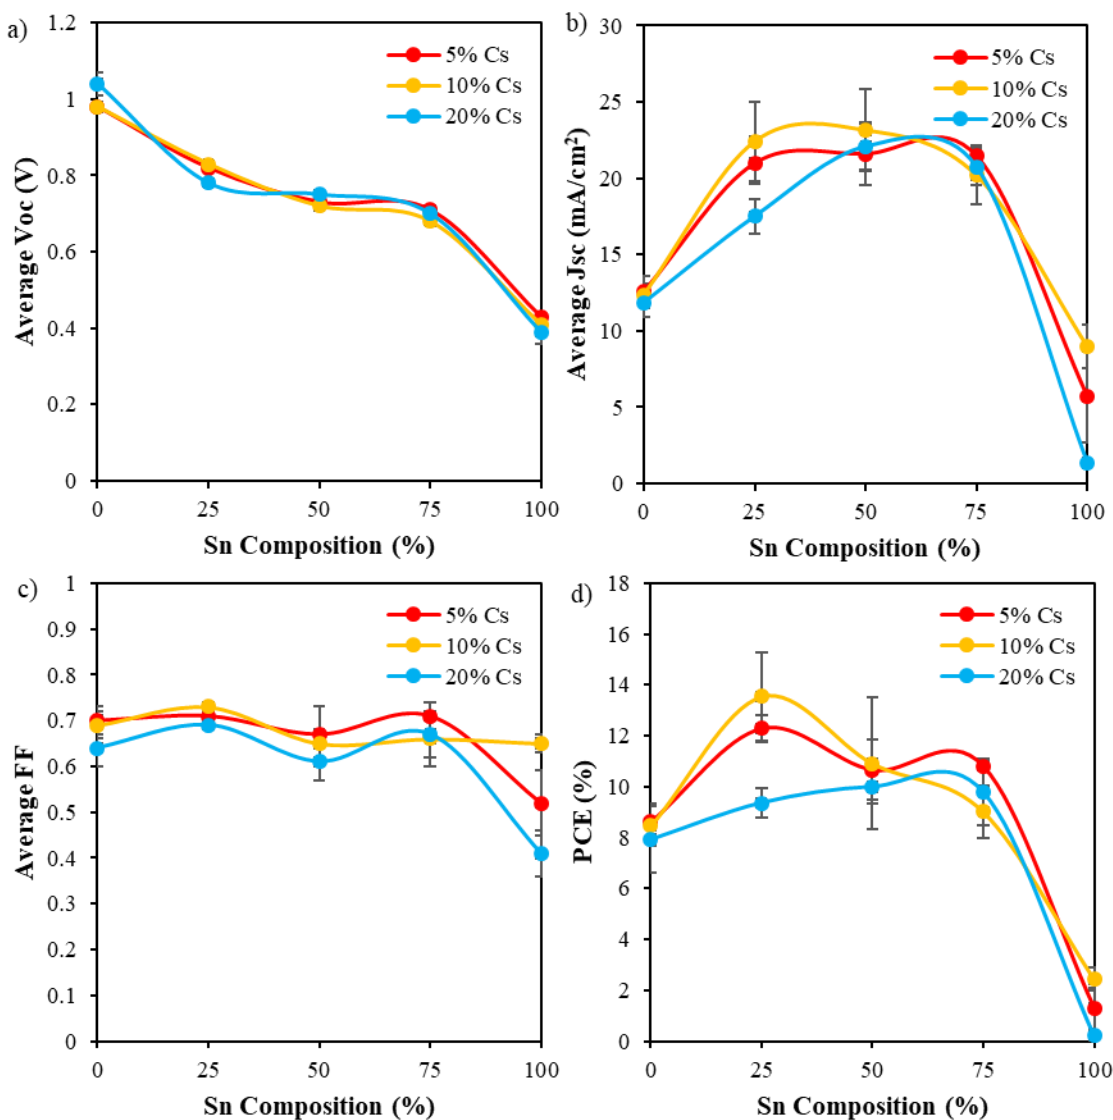 a)
1.2
1
0.8
0.6
0.4
0.2
0
0 25 50 75 100
Average Voc (V)
Sn Composition (%)
5% Cs
10% Cs
20% Cs
b)
30
25
20
15
10
5
0
0 25 50 75 100
Average Jsc (mA/cm²)
Sn Composition (%)
5% Cs
10% Cs
20% Cs
c)
1
0.9
0.8
0.7
0.6
0.5
0.4
0.3
0.2
0.1
0
0 25 50 75 100
Average FF
Sn Composition (%)
5% Cs
10% Cs
20% Cs
d)
18
16
14
12
10
8
6
4
2
0
0 25 50 75 100
PCE (%)
Sn Composition (%)
5% Cs
10% Cs
20% Cs